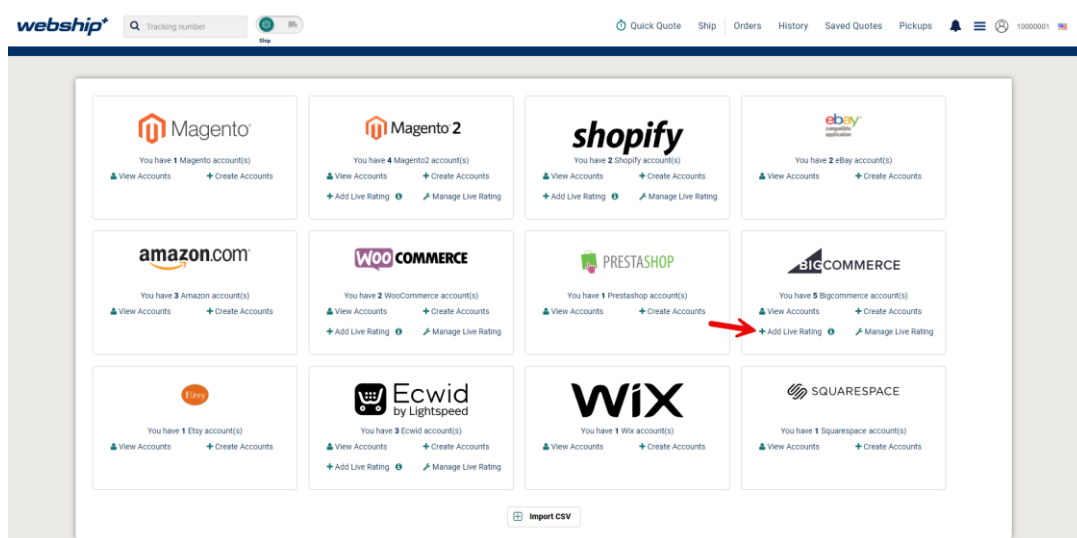 webship+
Tracking number
Ship
Quick Quote Ship Orders History Saved Quotes Pickups 10000001
Magento
You have 1 Magento account(s)
View Accounts + Create Accounts
Magento 2
You have 4 Magento2 account(s)
View Accounts + Create Accounts
+ Add Live Rating Manage Live Rating
shopify
You have 2 Shopify account(s)
View Accounts + Create Accounts
+ Add Live Rating Manage Live Rating
ebay
compatible
application
You have 2 eBay account(s)
View Accounts + Create Accounts
amazon.com
You have 3 Amazon account(s)
View Accounts + Create Accounts
WOO COMMERCE
You have 2 WooCommerce account(s)
View Accounts + Create Accounts
+ Add Live Rating Manage Live Rating
PRESTASHOP
You have 1 Prestashop account(s)
View Accounts + Create Accounts
BIGCOMMERCE
You have 5 Bigcommerce account(s)
View Accounts + Create Accounts
+ Add Live Rating Manage Live Rating
Etsy
You have 1 Etsy account(s)
View Accounts + Create Accounts
Ecwid
by Lightspeed
You have 3 Ecwid account(s)
View Accounts + Create Accounts
+ Add Live Rating Manage Live Rating
WiX
You have 1 Wix account(s)
View Accounts + Create Accounts
SQUARESPACE
You have 1 Squarespace account(s)
View Accounts + Create Accounts
Import CSV